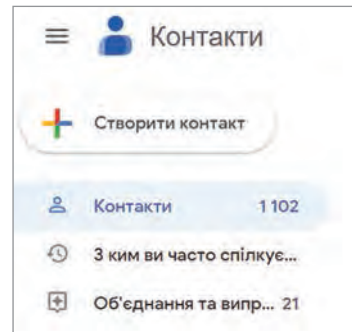 Контакти
Створити контакт
Контакти 1 102
З ким ви часто спілкує...
Об'єднання та випр... 21